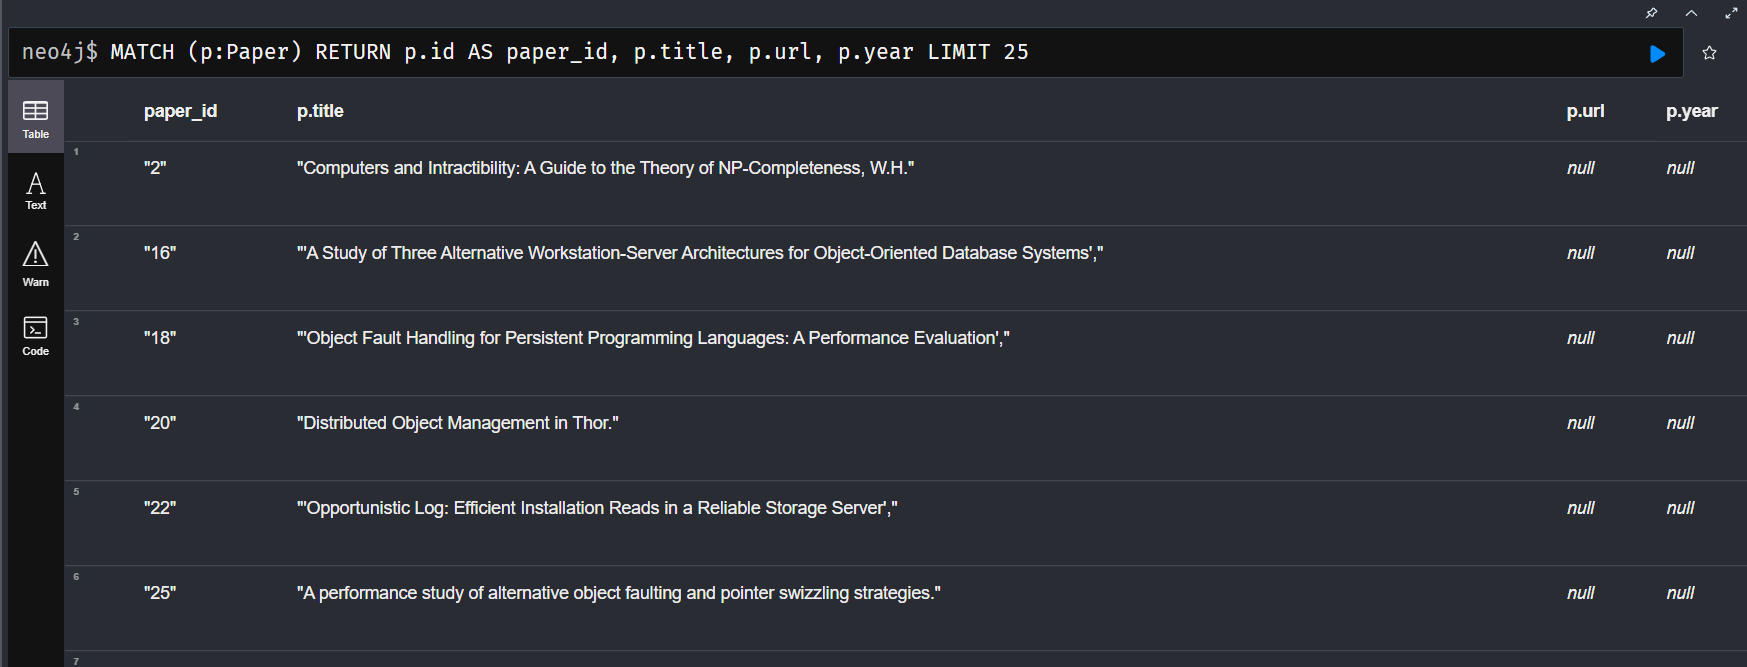 neo4j$ MATCH (p:Paper) RETURN p.id AS paper_id, p.title, p.url, p.year LIMIT 25
Table
Text
Warn
Code
paper_id p.title p.url p.year
1 "2" "Computers and Intractibility: A Guide to the Theory of NP-Completeness, W.H." null null
2 "16" "'A Study of Three Alternative Workstation-Server Architectures for Object-Oriented Database Systems'," null null
3 "18" "'Object Fault Handling for Persistent Programming Languages: A Performance Evaluation'," null null
4 "20" "Distributed Object Management in Thor." null null
5 "22" "'Opportunistic Log: Efficient Installation Reads in a Reliable Storage Server'," null null
6 "25" "A performance study of alternative object faulting and pointer swizzling strategies." null null
7